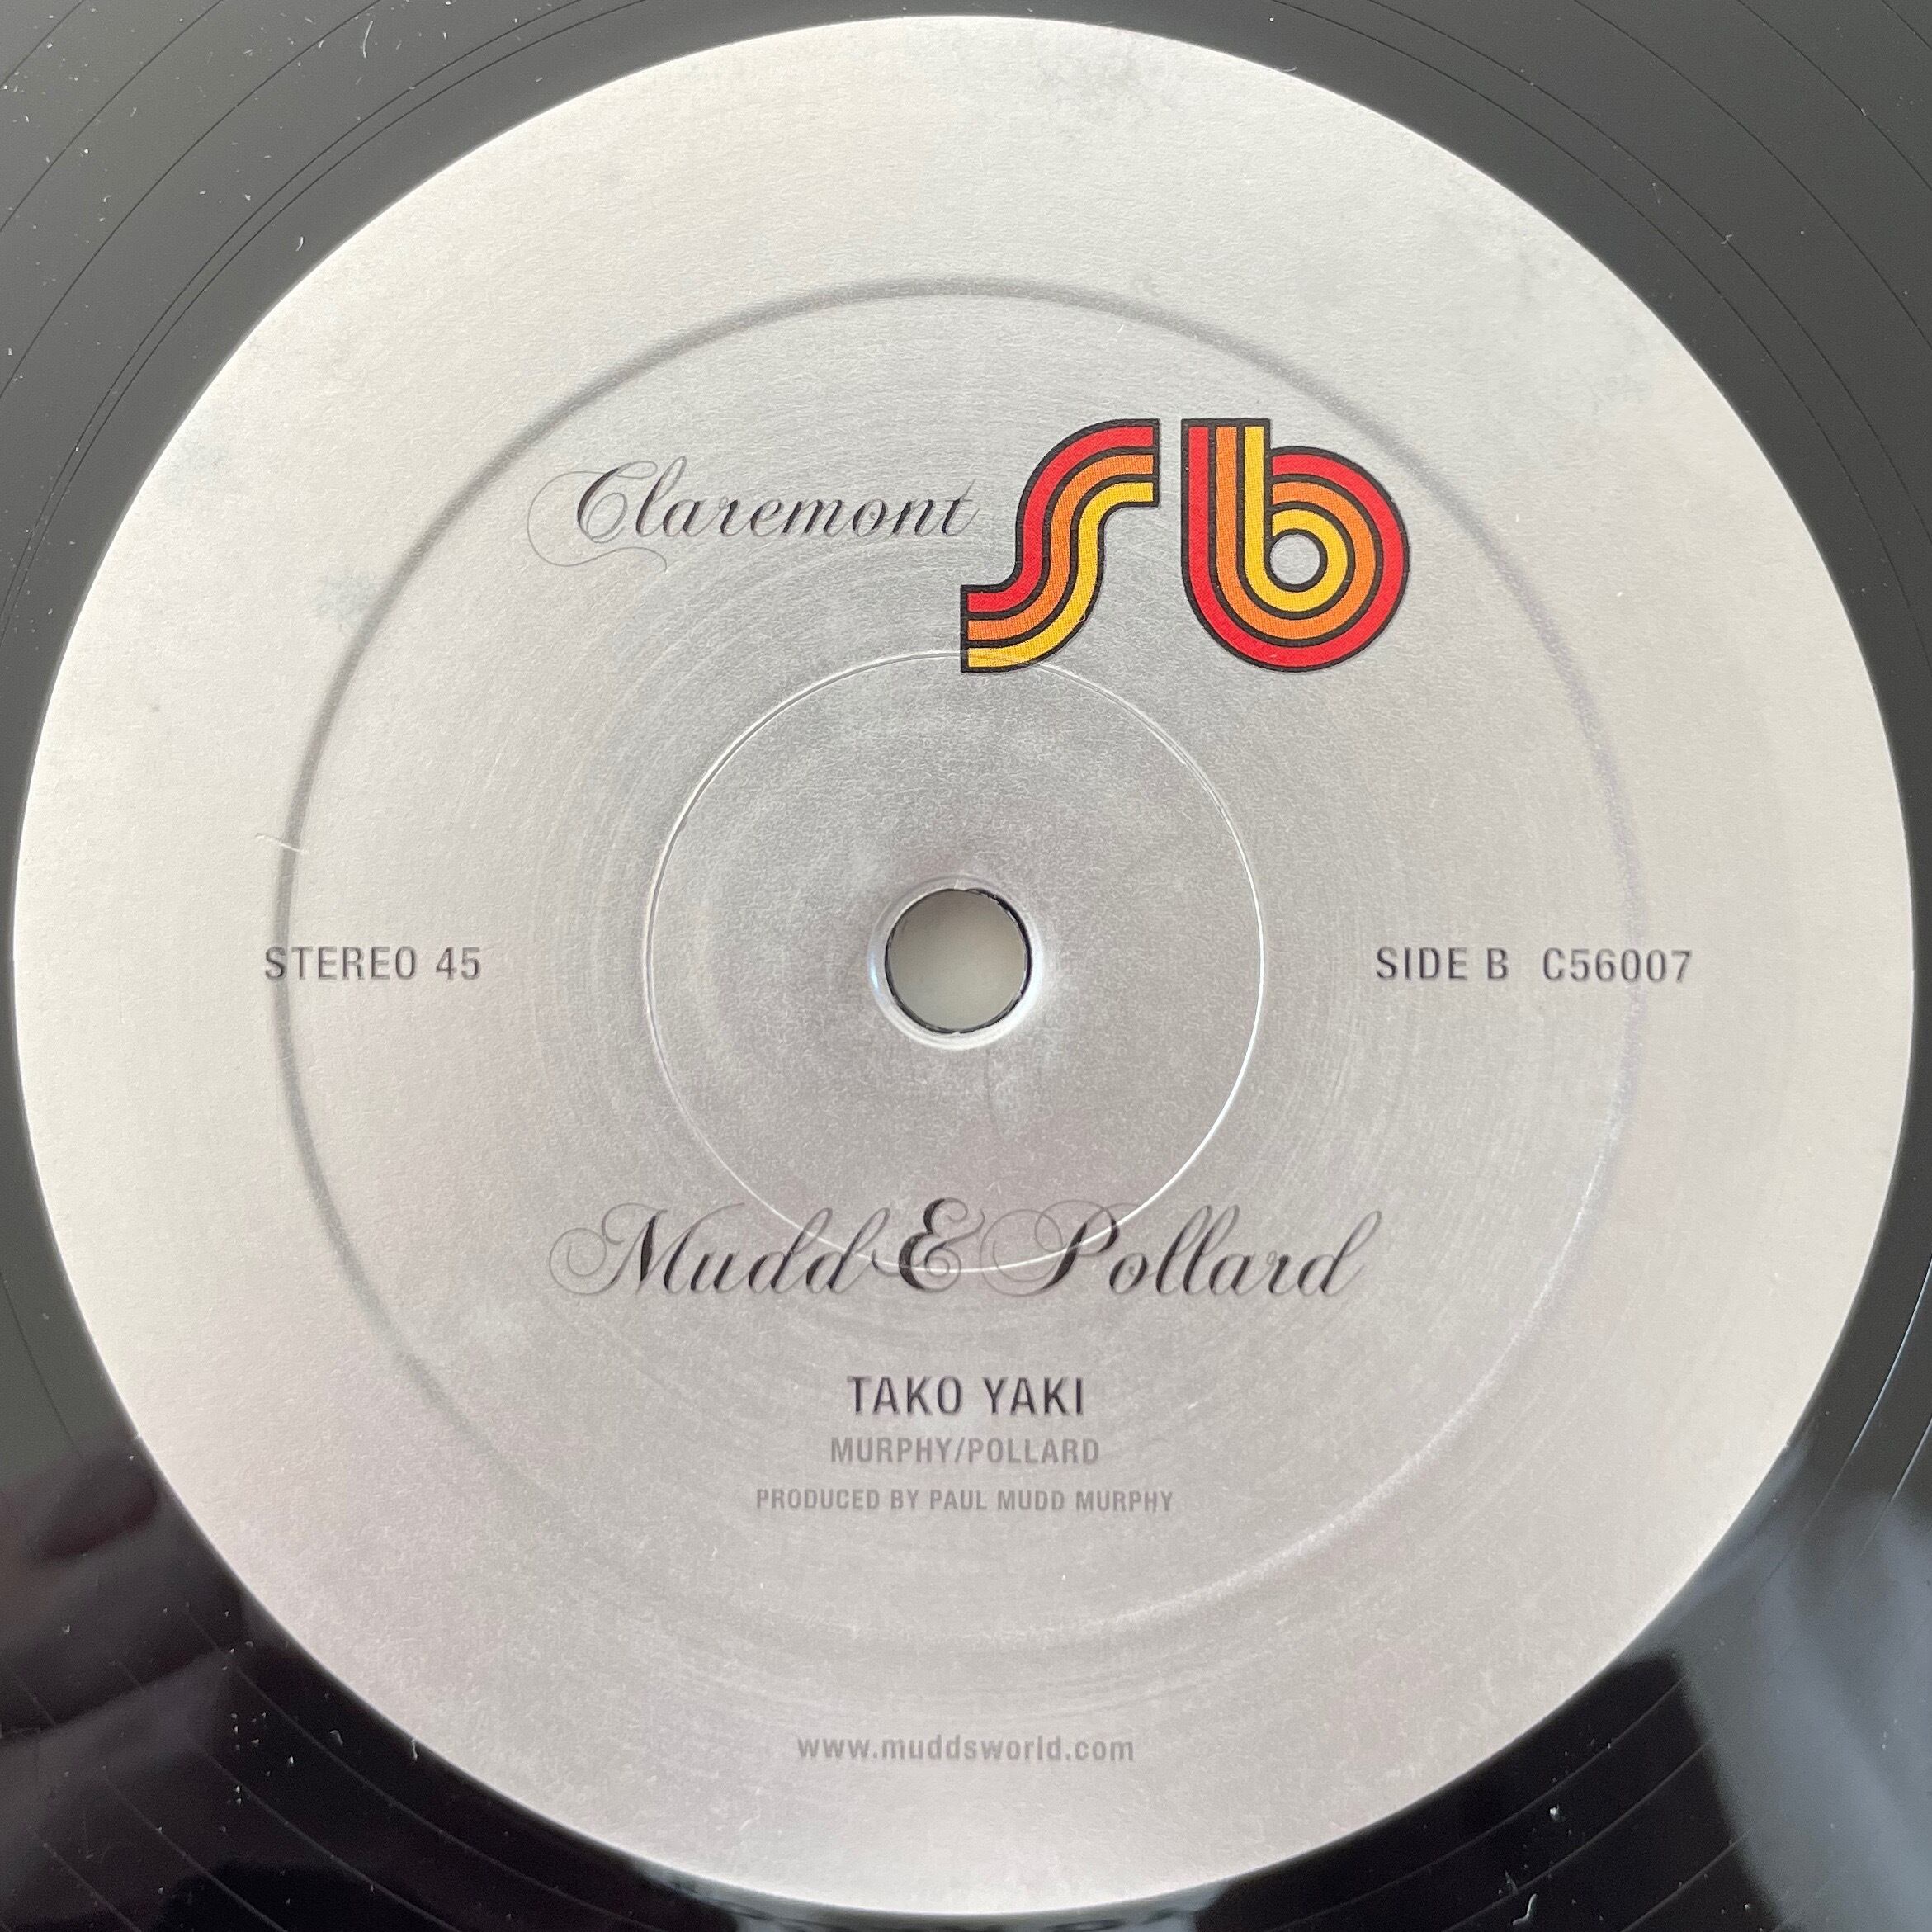 Claremont 56
STEREO 45
SIDE B C56007
Mudd & Pollard
TAKO YAKI
MURPHY/POLLARD
PRODUCED BY PAUL MUDD MURPHY
www.muddsworld.com